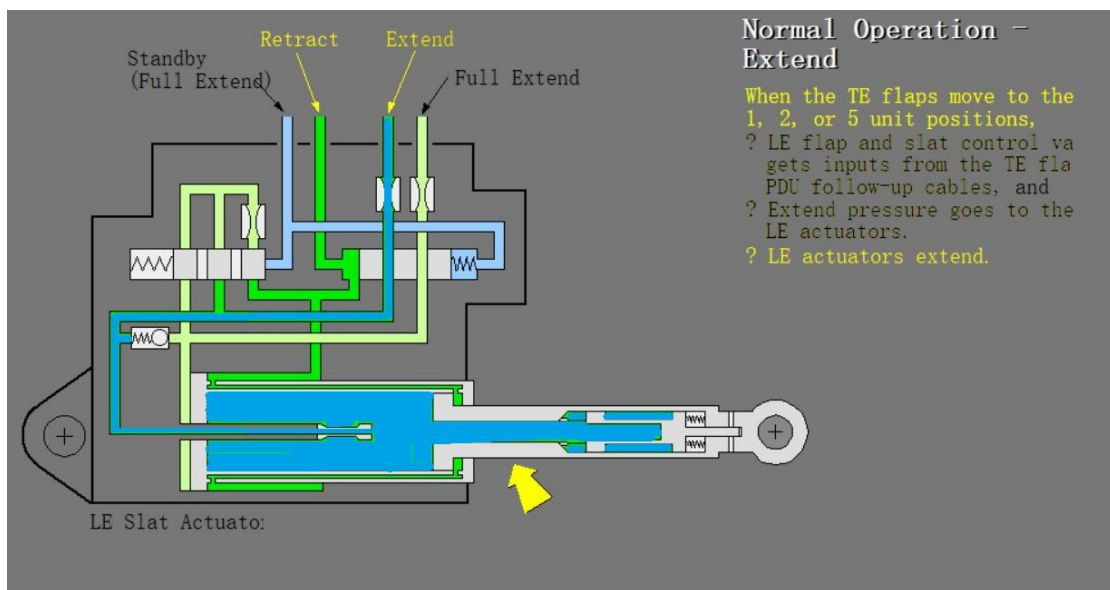 Normal Operation –
Extend
Retract
Extend
Standby
(Full Extend)
Full Extend
When the TE flaps move to the
1, 2, or 5 unit positions,
? LE flap and slat control va
gets inputs from the TE fla
PDU follow-up cables, and
? Extend pressure goes to the
LE actuators.
? LE actuators extend.
LE Slat Actuato: